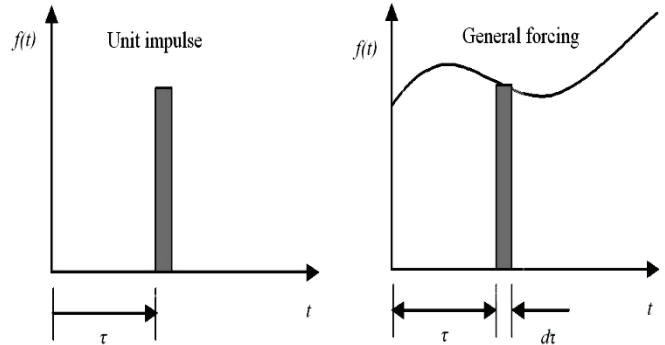 f(t)
Unit impulse
t
τ
f(t)
General forcing
t
τ
dτ